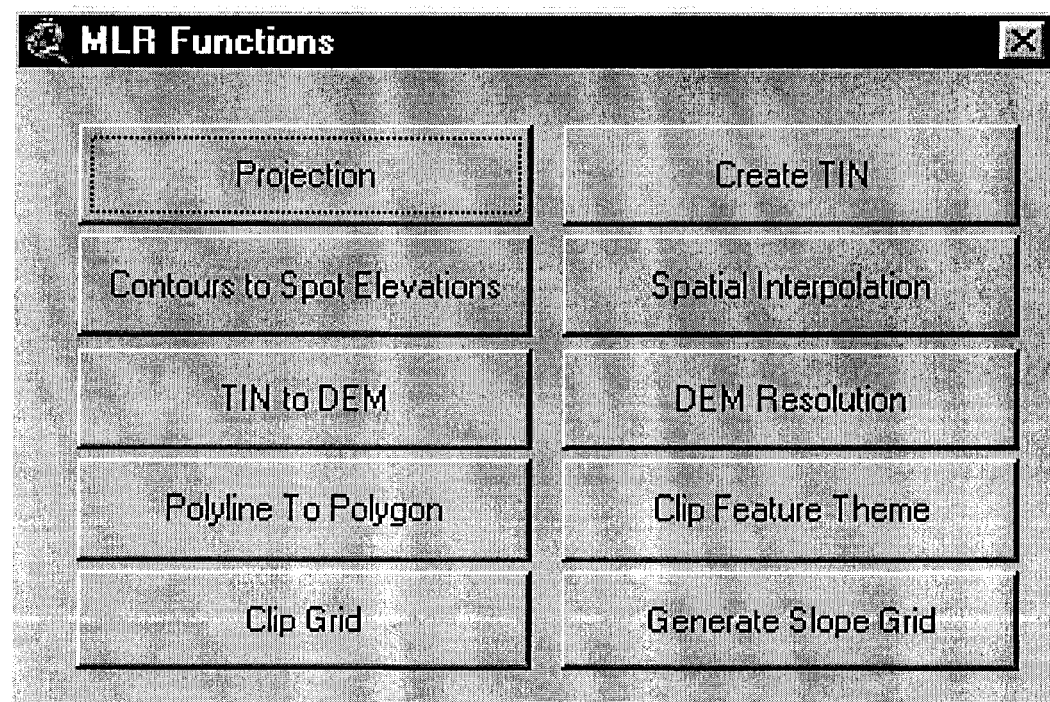 MLR Functions
Projection
Create TIN
Contours to Spot Elevations
Spatial Interpolation
TIN to DEM
DEM Resolution
Polyline To Polygon
Clip Feature Theme
Clip Grid
Generate Slope Grid